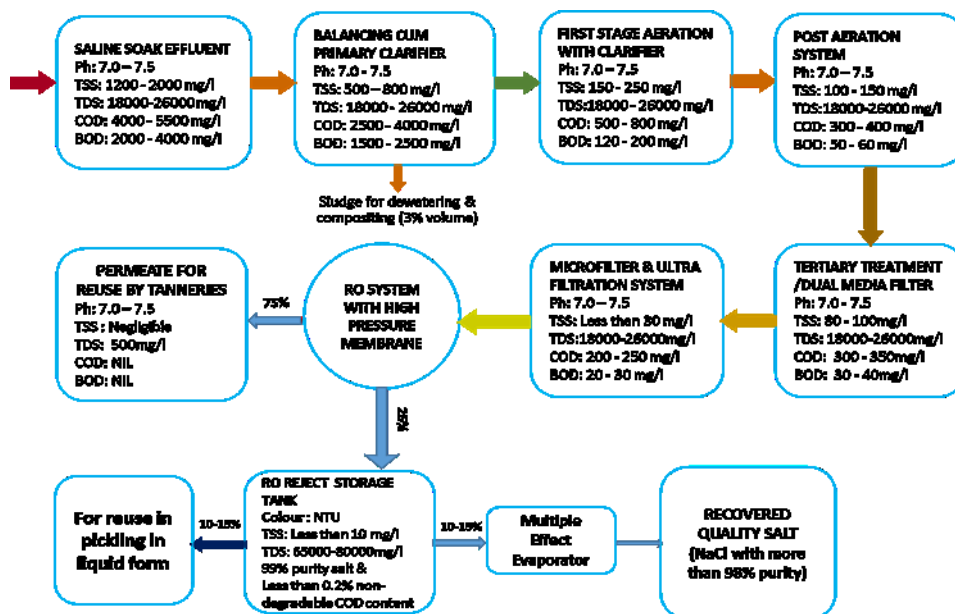 SALINE SOAK EFFLUENT
Ph: 7.0 – 7.5
TSS: 1200 - 2000 mg/l
TDS: 18000-26000mg/l
COD: 4000 - 5500 mg/l
BOD: 2000 - 4000 mg/l
BALANCING CUM
PRIMARY CLARIFIER
Ph: 7.0 - 7.5
TSS: 500 – 800 mg/l
TDS: 18000 - 26000 mg/l
COD: 2500 - 4000 mg/l
BOD: 1500 - 2500 mg/l
FIRST STAGE AERATION
WITH CLARIFIER
Ph: 7.0 – 7.5
TSS: 150 - 250 mg/l
TDS:18000 - 26000 mg/l
COD: 500 - 800 mg/l
BOD: 120 - 200 mg/l
POST AERATION
SYSTEM
Ph: 7.0 – 7.5
TSS: 100 - 150 mg/l
TDS:18000-26000 mg/l
COD: 300 - 400 mg/l
BOD: 50 - 60 mg/l
Sludge for dewatering &
compositing (3% volume)
PERMEATE FOR
REUSE BY TANNERIES
Ph: 7.0 – 7.5
TSS : Negligible
TDS: 500mg/l
COD: NIL
BOD: NIL
75%
RO SYSTEM
WITH HIGH
PRESSURE
MEMBRANE
MICROFILTER & ULTRA
FILTRATION SYSTEM
Ph: 7.0 – 7.5
TSS: Less than 30 mg/l
TDS:18000-26000mg/l
COD: 200 - 250 mg/l
BOD: 20 - 30 mg/l
TERTIARY TREATMENT
/DUAL MEDIA FILTER
Ph: 7.0 - 7.5
TSS: 80 - 100mg/l
TDS: 18000-26000mg/l
COD: 300 - 350mg/l
BOD: 30 - 40mg/l
25%
For reuse in
pickling in
liquid form
10-15%
RO REJECT STORAGE
TANK
Colour : NTU
TSS: Less than 10 mg/l
TDS: 65000-80000mg/l
99% purity salt &
Less than 0.2% non-
degradable COD content
10-15%
Multiple
Effect
Evaporator
RECOVERED
QUALITY SALT
(NaCl with more
than 98% purity)